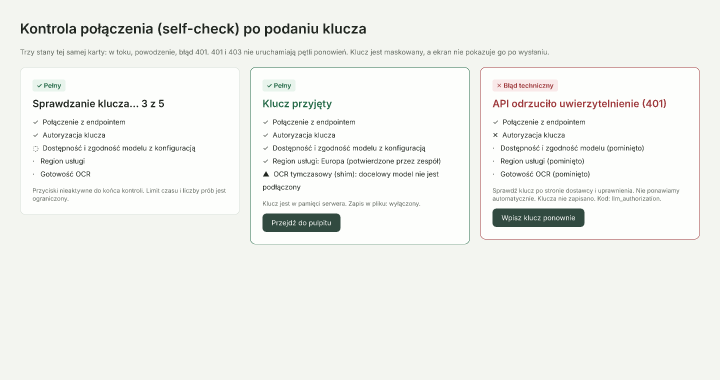 Kontrola połączenia (self-check) po podaniu klucza
Trzy stany tej samej karty: w toku, powodzenie, błąd 401. 401 i 403 nie uruchamiają pętli ponowień. Klucz jest maskowany, a ekran nie pokazuje go po wysłaniu.
✓ Pełny
Sprawdzanie klucza... 3 z 5
✓ Połączenie z endpointem
✓ Autoryzacja klucza
◌ Dostępność i zgodność modelu z konfiguracją
· Region usługi
· Gotowość OCR
Przyciski nieaktywne do końca kontroli. Limit czasu i liczby prób jest
ograniczony.
✓ Pełny
Klucz przyjęty
✓ Połączenie z endpointem
✓ Autoryzacja klucza
✓ Dostępność i zgodność modelu z konfiguracją
✓ Region usługi: Europa (potwierdzone przez zespół)
▲ OCR tymczasowy (shim): docelowy model nie jest
podłączony
Klucz jest w pamięci serwera. Zapis w pliku: wyłączony.
Przejdź do pulpitu
✕ Błąd techniczny
API odrzuciło uwierzytelnienie (401)
✓ Połączenie z endpointem
✕ Autoryzacja klucza
· Dostępność i zgodność modelu (pominięto)
· Region usługi (pominięto)
· Gotowość OCR (pominięto)
Sprawdź klucz po stronie dostawcy i uprawnienia. Nie ponawiamy
automatycznie. Klucza nie zapisano. Kod: llm_authorization.
Wpisz klucz ponownie